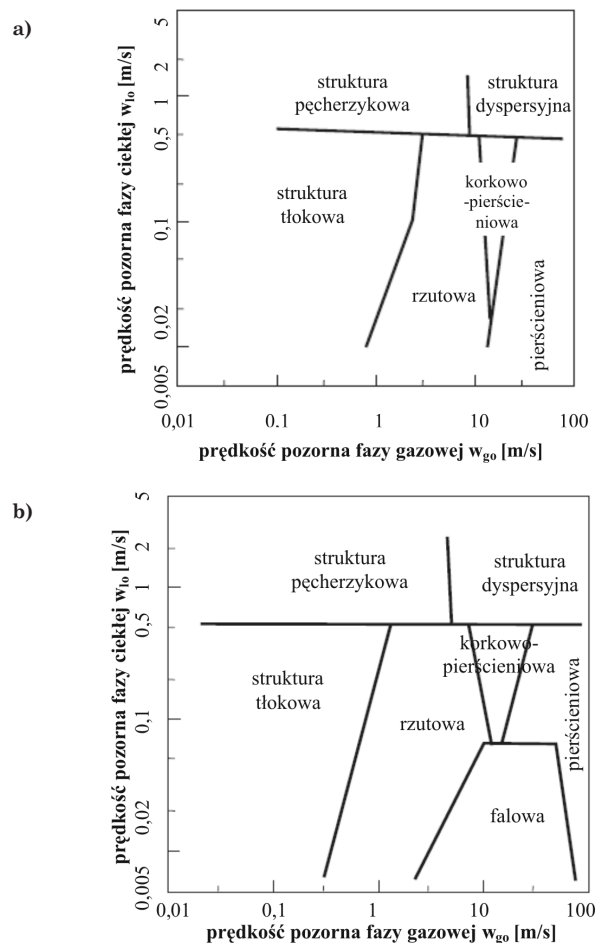 a)
prędkość pozorna fazy ciekłej w_lo [m/s]
5
2
1
0,5
0,1
0,02
0,005
struktura
pęcherzykowa
struktura
dyspersyjna
struktura
tłokowa
korkowo
-pierście-
niowa
rzutowa
pierścieniowa
0,01
0.1
1
10
100
prędkość pozorna fazy gazowej w_go [m/s]
b)
prędkość pozorna fazy ciekłej w_lo [m/s]
5
2
1
0,5
0,1
0,02
0,005
struktura
pęcherzykowa
struktura
dyspersyjna
struktura
tłokowa
korkowo-
pierścieniowa
rzutowa
pierścieniowa
falowa
0,01
0,1
1
10
100
prędkość pozorna fazy gazowej w_go [m/s]